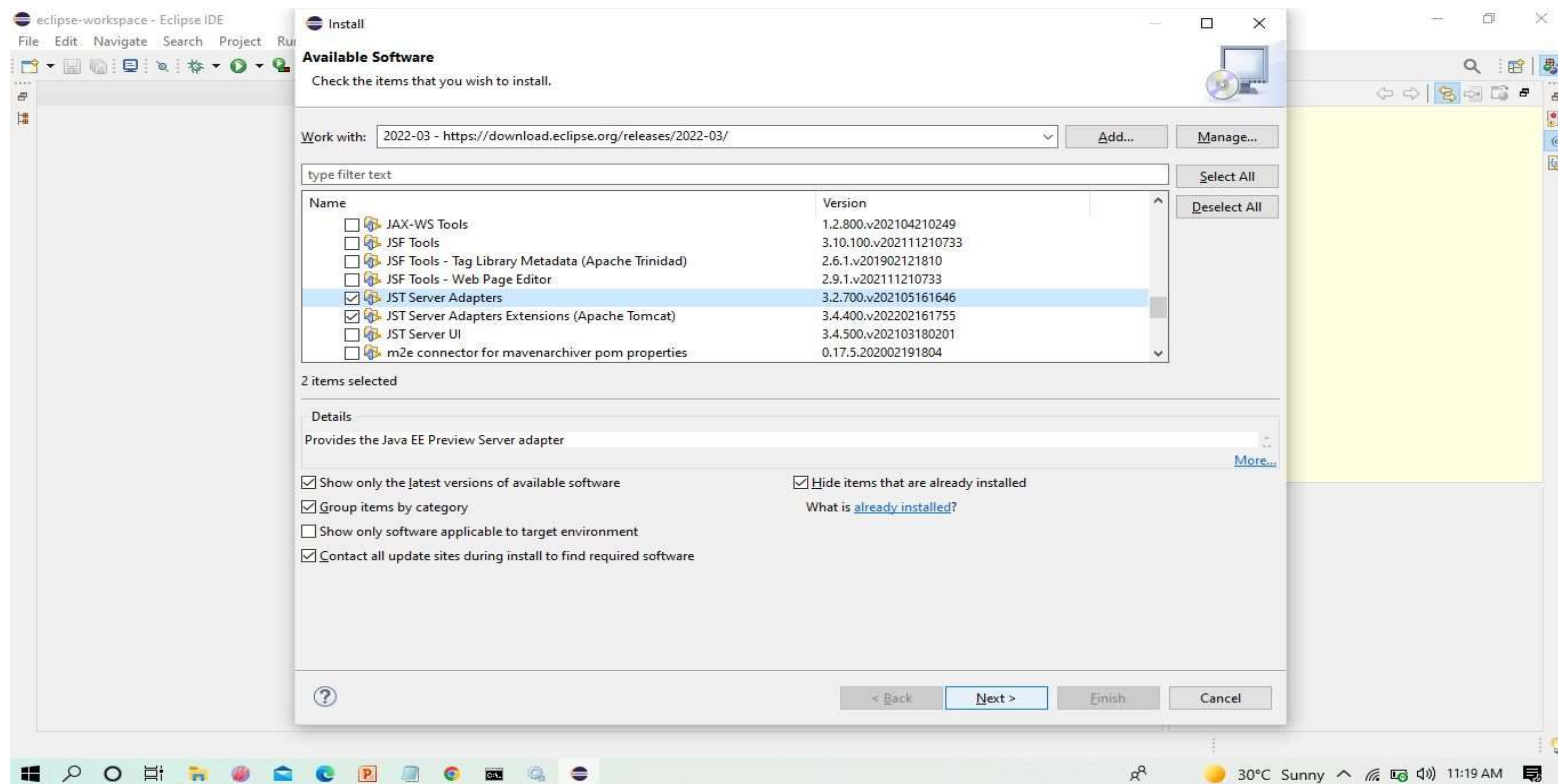 eclipse-workspace - Eclipse IDE
File Edit Navigate Search Project Ru
Install
Available Software
Check the items that you wish to install.
Work with: 2022-03 - https://download.eclipse.org/releases/2022-03/ Add... Manage...
type filter text Select All
Name Version Deselect All
JAX-WS Tools 1.2.800.v202104210249
JSF Tools 3.10.100.v202111210733
JSF Tools - Tag Library Metadata (Apache Trinidad) 2.6.1.v201902121810
JSF Tools - Web Page Editor 2.9.1.v202111210733
JST Server Adapters 3.2.700.v202105161646
JST Server Adapters Extensions (Apache Tomcat) 3.4.400.v202202161755
JST Server UI 3.4.500.v202103180201
m2e connector for mavenarchiver pom properties 0.17.5.202002191804
2 items selected
Details
Provides the Java EE Preview Server adapter
More...
Show only the latest versions of available software Hide items that are already installed
Group items by category What is already installed?
Show only software applicable to target environment
Contact all update sites during install to find required software
< Back Next > Finish Cancel
30°C Sunny 11:19 AM